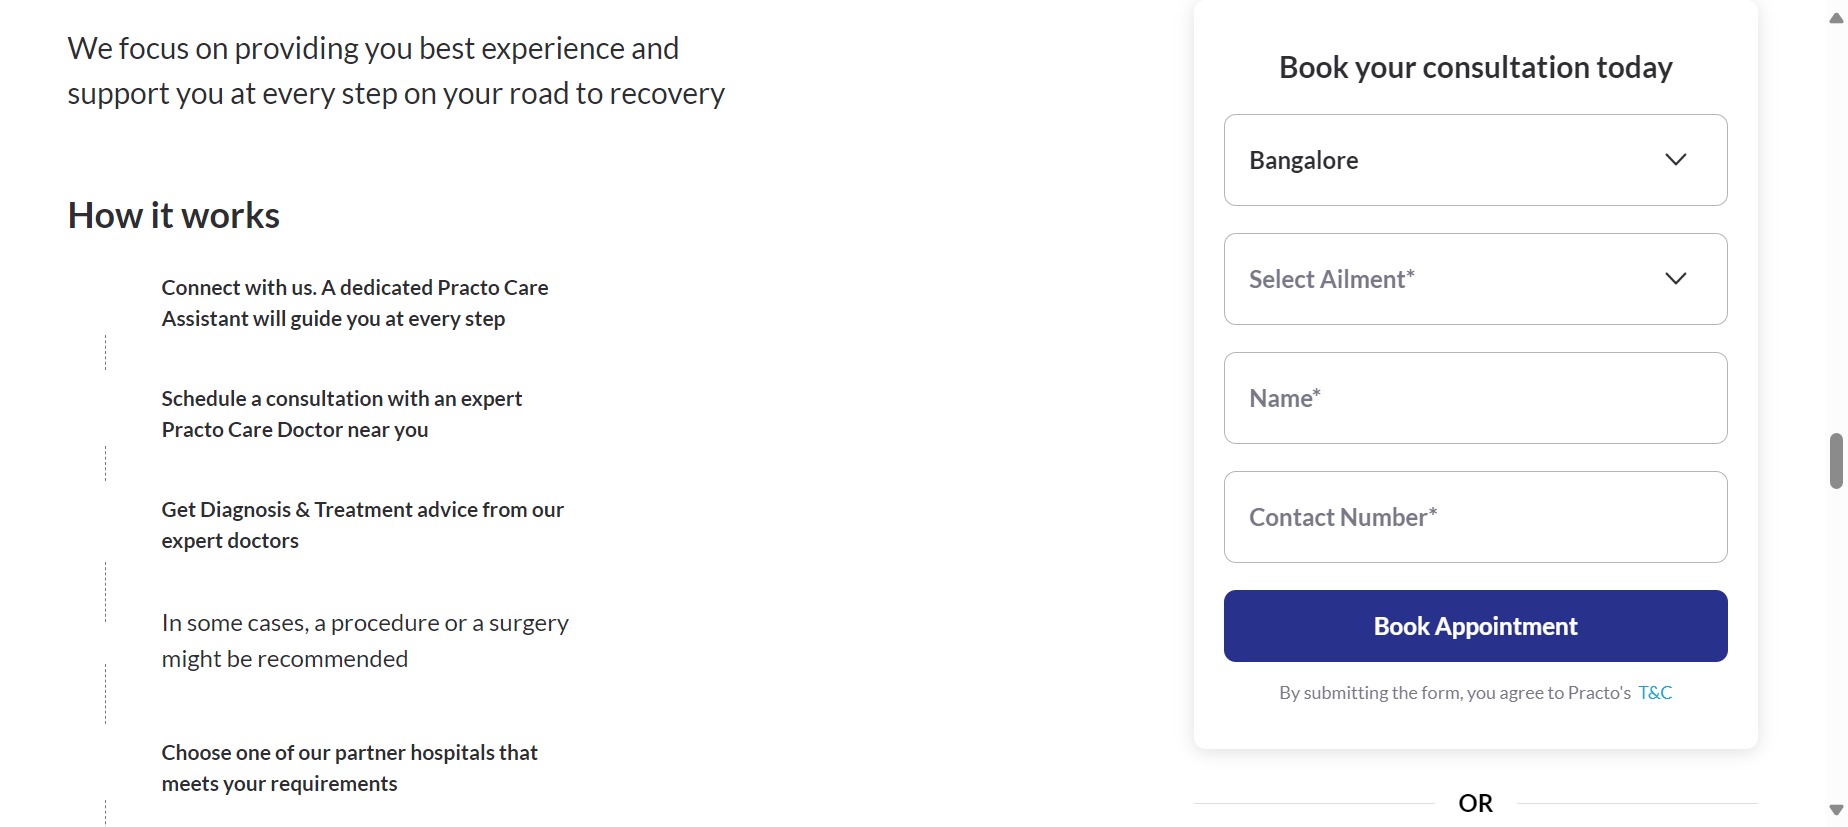 We focus on providing you best experience and
support you at every step on your road to recovery
How it works
Connect with us. A dedicated Practo Care
Assistant will guide you at every step
Schedule a consultation with an expert
Practo Care Doctor near you
Get Diagnosis & Treatment advice from our
expert doctors
In some cases, a procedure or a surgery
might be recommended
Choose one of our partner hospitals that
meets your requirements
Book your consultation today
Bangalore
Select Ailment*
Name*
Contact Number*
Book Appointment
By submitting the form, you agree to Practo's T&C
OR